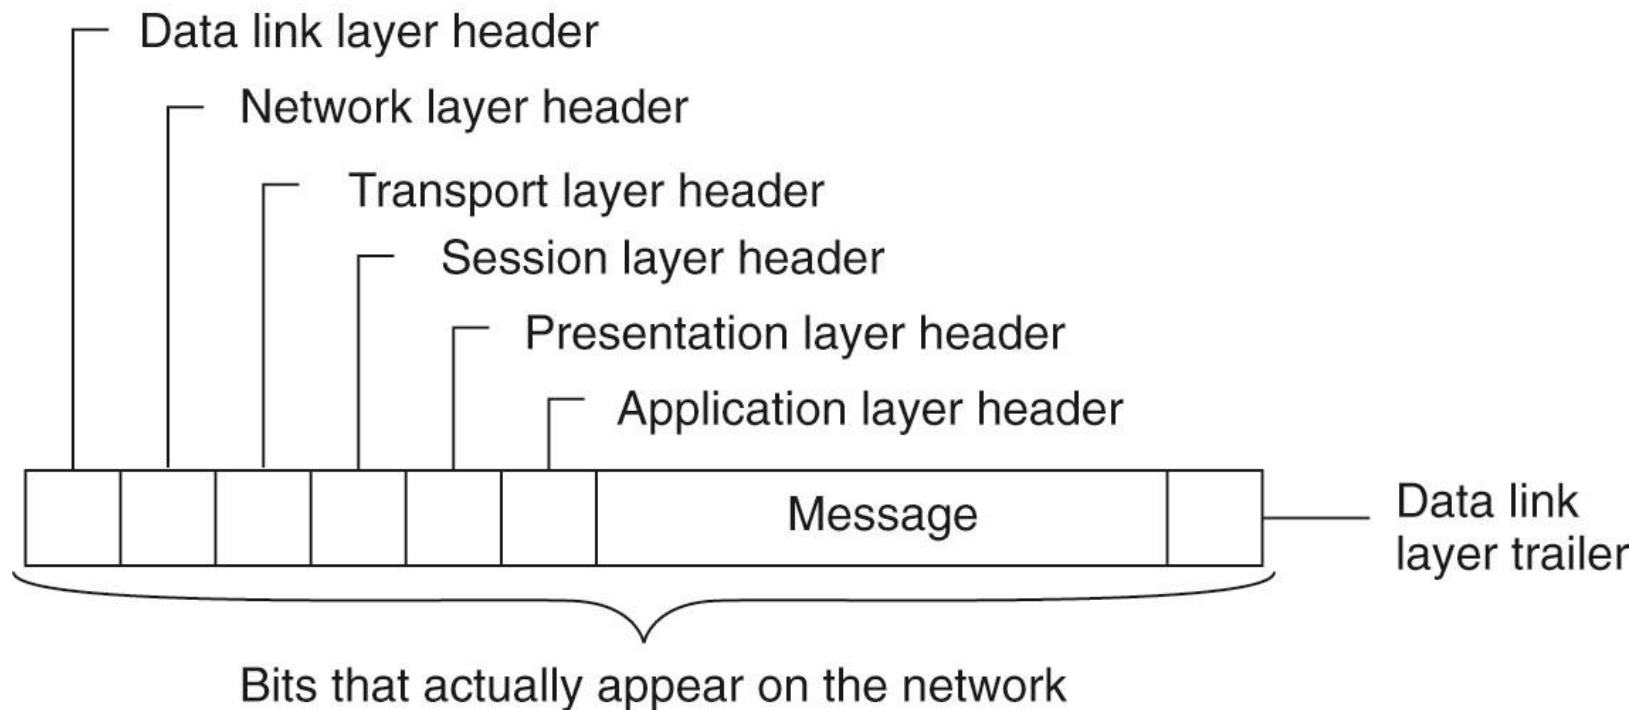 Data link layer header
Network layer header
Transport layer header
Session layer header
Presentation layer header
Application layer header
Message
Data link
layer trailer
Bits that actually appear on the network